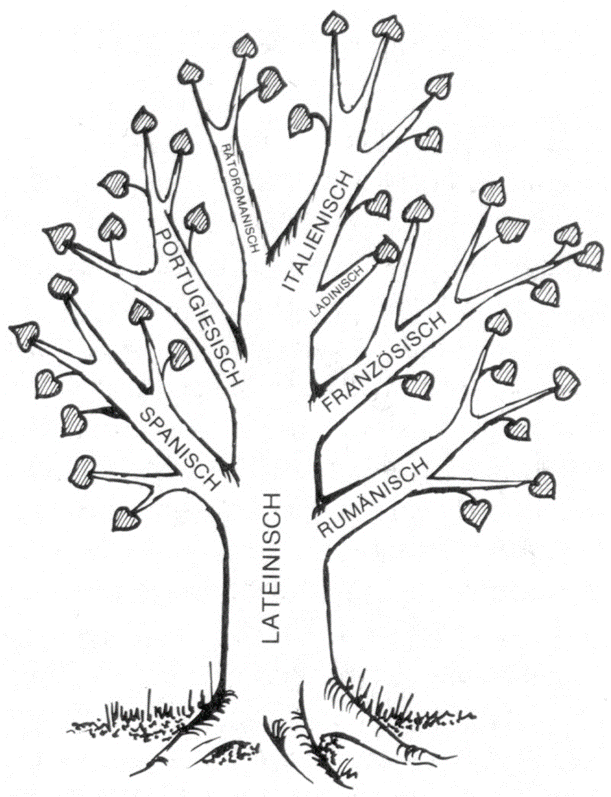 RÄTOROMANISCH
ITALIENISCH
PORTUGIESISCH
LADINISCH
FRANZÖSISCH
SPANISCH
RUMÄNISCH
LATEINISCH